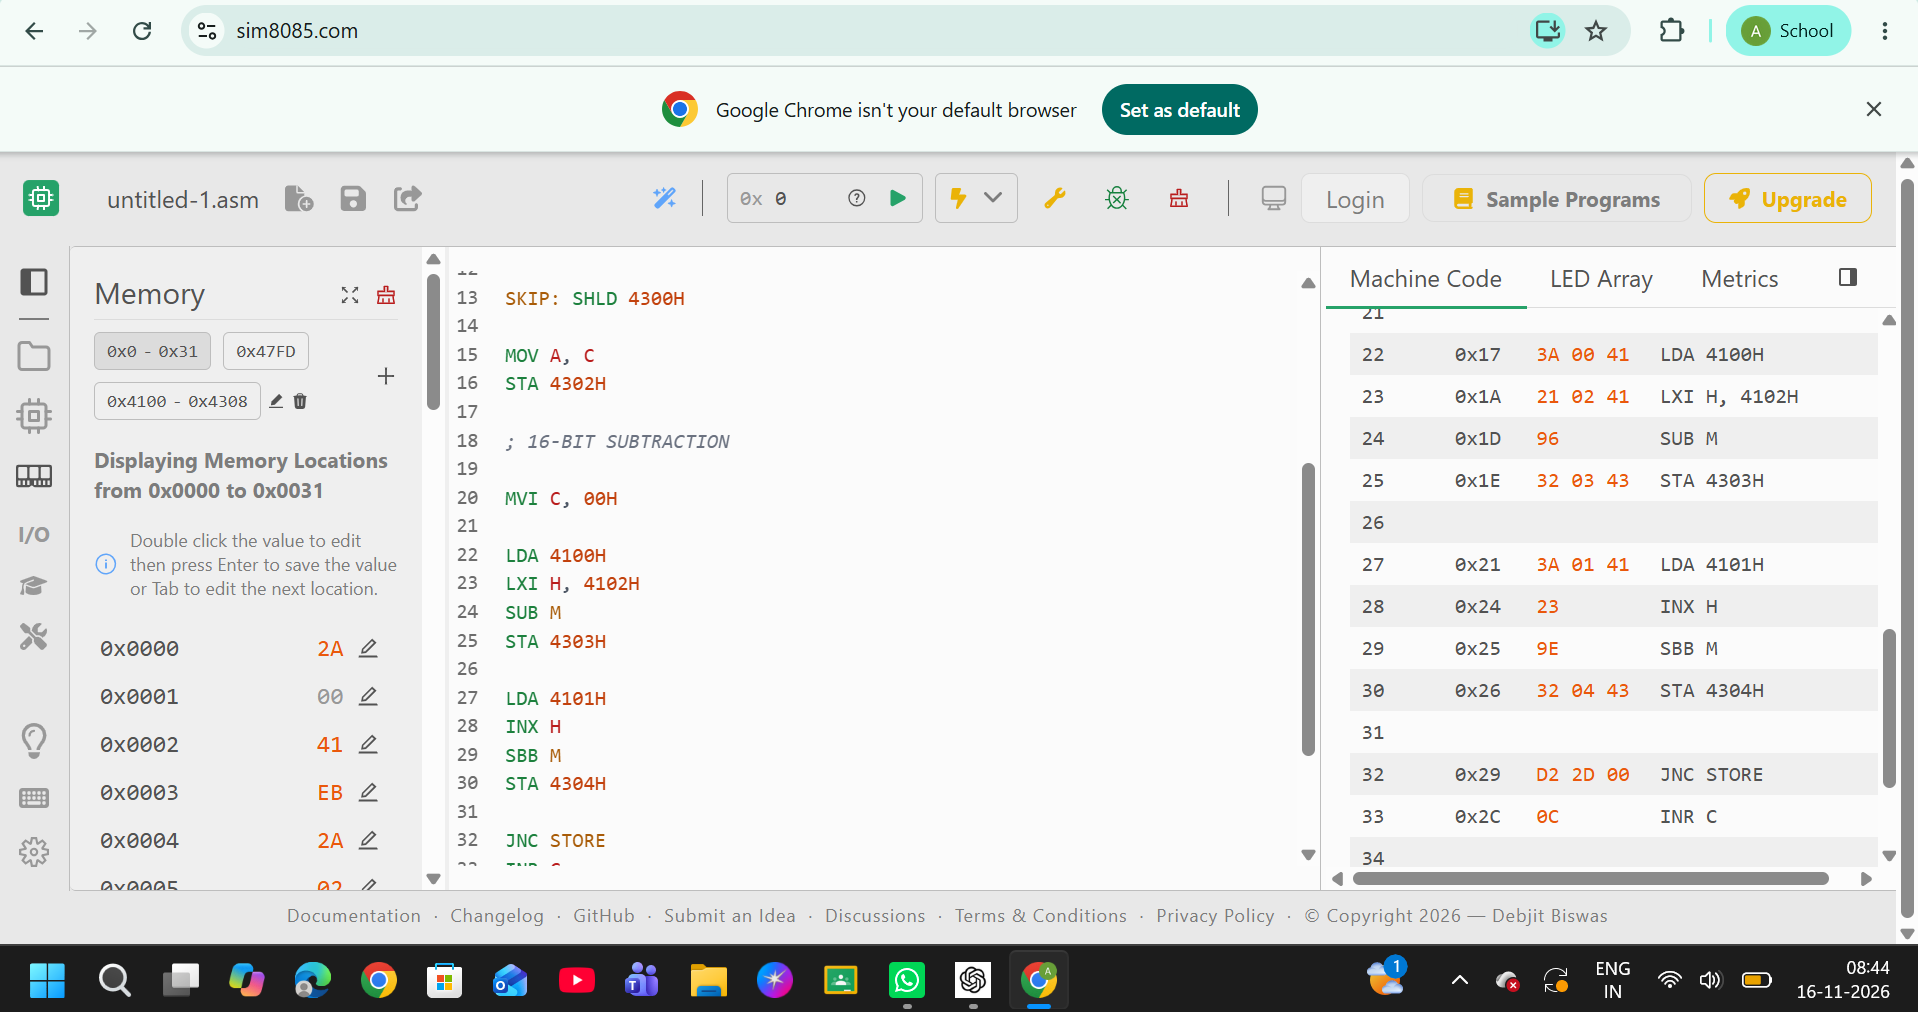 sim8085.com
A School
Google Chrome isn't your default browser
Set as default
untitled-1.asm
0x 0
Login
Sample Programs
Upgrade
Memory
0x0 - 0x31
0x47FD
0x4100 - 0x4308
Displaying Memory Locations
from 0x0000 to 0x0031
Double click the value to edit
then press Enter to save the value
or Tab to edit the next location.
I/O
0x0000 2A
0x0001 00
0x0002 41
0x0003 EB
0x0004 2A
0x0005 02
12
13 SKIP: SHLD 4300H
14
15 MOV A, C
16 STA 4302H
17
18 ; 16-BIT SUBTRACTION
19
20 MVI C, 00H
21
22 LDA 4100H
23 LXI H, 4102H
24 SUB M
25 STA 4303H
26
27 LDA 4101H
28 INX H
29 SBB M
30 STA 4304H
31
32 JNC STORE
33 INR C
Machine Code
LED Array
Metrics
21
22 0x17 3A 00 41 LDA 4100H
23 0x1A 21 02 41 LXI H, 4102H
24 0x1D 96 SUB M
25 0x1E 32 03 43 STA 4303H
26
27 0x21 3A 01 41 LDA 4101H
28 0x24 23 INX H
29 0x25 9E SBB M
30 0x26 32 04 43 STA 4304H
31
32 0x29 D2 2D 00 JNC STORE
33 0x2C 0C INR C
34
Documentation · Changelog · GitHub · Submit an Idea · Discussions · Terms & Conditions · Privacy Policy · © Copyright 2026 — Debjit Biswas
1
ENG
IN
08:44
16-11-2026